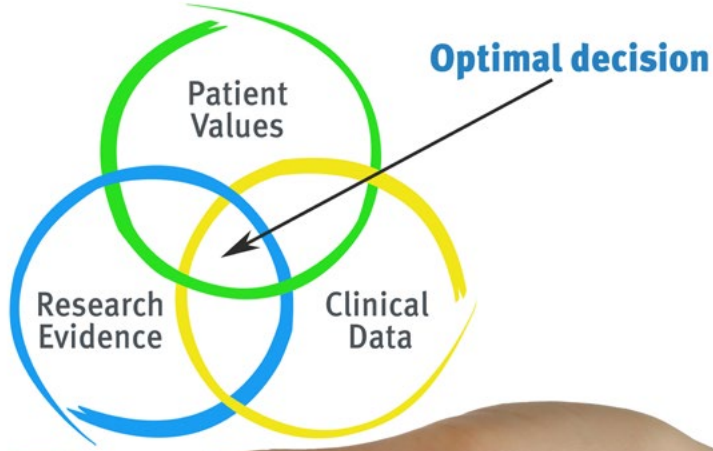 Optimal decision
Patient
Values
Research
Evidence
Clinical
Data